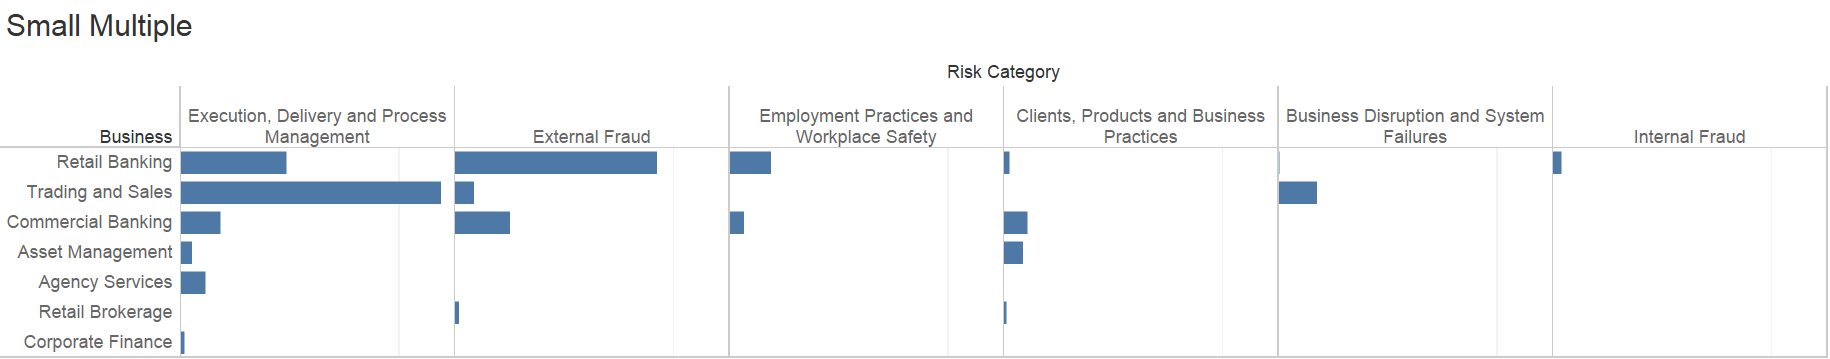 Small Multiple
Risk Category
Execution, Delivery and Process
Management
External Fraud
Employment Practices and
Workplace Safety
Clients, Products and Business
Practices
Business Disruption and System
Failures
Internal Fraud
Business
Retail Banking
Trading and Sales
Commercial Banking
Asset Management
Agency Services
Retail Brokerage
Corporate Finance